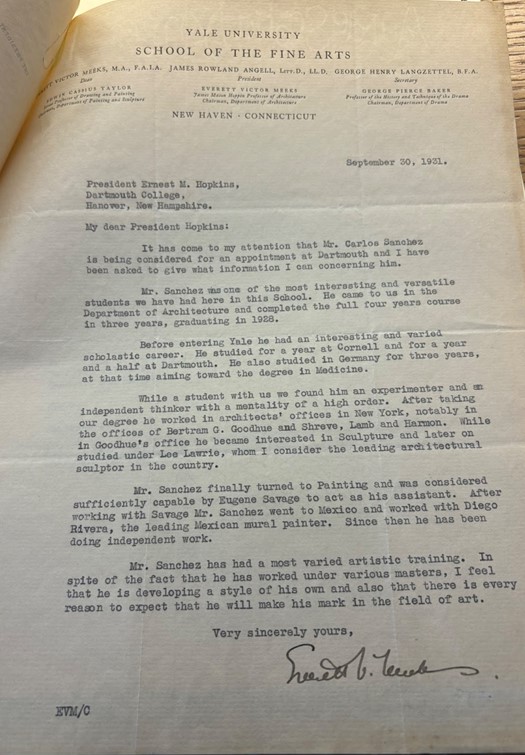 YALE UNIVERSITY
SCHOOL OF THE FINE ARTS
VICTOR MEEKS, M.A., F.A.I.A. JAMES ROWLAND ANGELL, Litt.D., LL.D. GEORGE HENRY LANGZETTEL, B.F.A.
Dean President Secretary
EDWIN CASSIUS TAYLOR EVERETT VICTOR MEEKS GEORGE PIERCE BAKER
Professor of Drawing and Painting James Mason Hoppin Professor of Architecture Professor of the History and Technique of the Drama
Chairman, Department of Painting and Sculpture Chairman, Department of Architecture Chairman, Department of Drama
NEW HAVEN · CONNECTICUT
September 30, 1931.
President Ernest M. Hopkins,
Dartmouth College,
Hanover, New Hampshire.
My dear President Hopkins:
It has come to my attention that Mr. Carlos Sanchez
is being considered for an appointment at Dartmouth and I have
been asked to give what information I can concerning him.
Mr. Sanchez was one of the most interesting and versatile
students we have had here in this School. He came to us in the
Department of Architecture and completed the full four years course
in three years, graduating in 1928.
Before entering Yale he had an interesting and varied
scholastic career. He studied for a year at Cornell and for a year
and a half at Dartmouth. He also studied in Germany for three years,
at that time aiming toward the degree in Medicine.
While a student with us we found him an experimenter and an
independent thinker with a mentality of a high order. After taking
our degree he worked in architects' offices in New York, notably in
the offices of Bertram G. Goodhue and Shreve, Lamb and Harmon. While
in Goodhue's office he became interested in Sculpture and later on
studied under Lee Lawrie, whom I consider the leading architectural
sculptor in the country.
Mr. Sanchez finally turned to Painting and was considered
sufficiently capable by Eugene Savage to act as his assistant. After
working with Savage Mr. Sanchez went to Mexico and worked with Diego
Rivera, the leading Mexican mural painter. Since then he has been
doing independent work.
Mr. Sanchez has had a most varied artistic training. In
spite of the fact that he has worked under various masters, I feel
that he is developing a style of his own and also that there is every
reason to expect that he will make his mark in the field of art.
Very sincerely yours,
Everett V. Meeks.
EVM/C